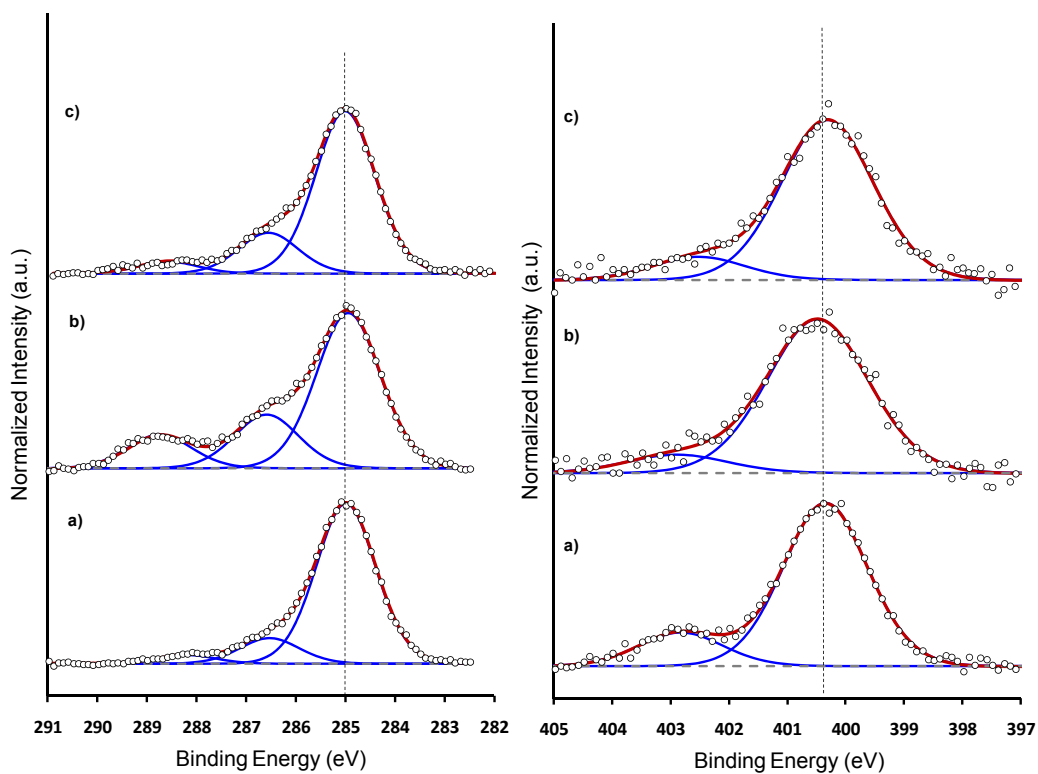 Normalized Intensity (a.u.)
c)
b)
a)
291 290 289 288 287 286 285 284 283 282
Binding Energy (eV)
Normalized Intensity (a.u.)
c)
b)
a)
405 404 403 402 401 400 399 398 397
Binding Energy (eV)